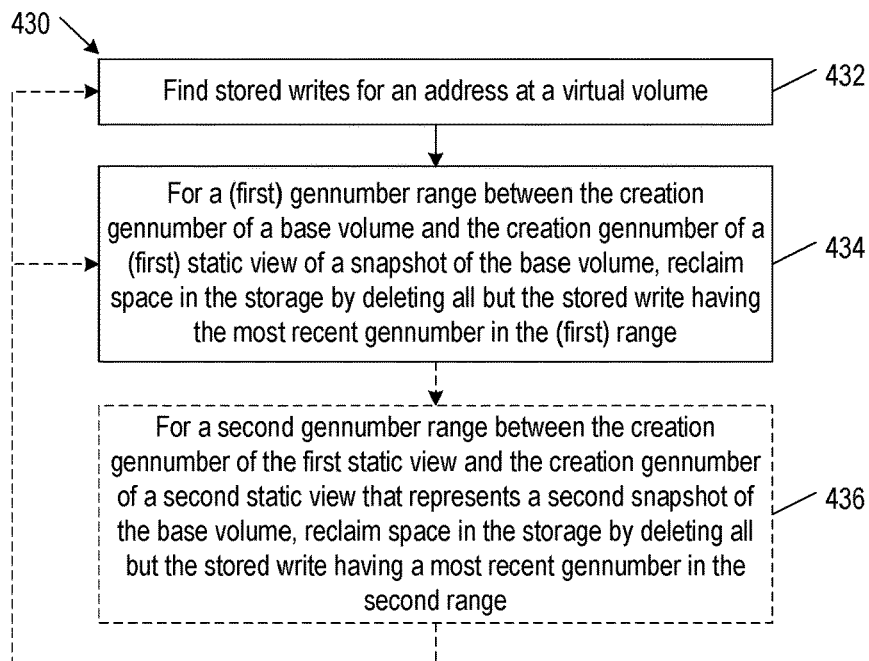 430
Find stored writes for an address at a virtual volume
432
For a (first) gennumber range between the creation
gennumber of a base volume and the creation gennumber of a
(first) static view of a snapshot of the base volume, reclaim
space in the storage by deleting all but the stored write having
the most recent gennumber in the (first) range
434
For a second gennumber range between the creation
gennumber of the first static view and the creation gennumber
of a second static view that represents a second snapshot of
the base volume, reclaim space in the storage by deleting all
but the stored write having a most recent gennumber in the
second range
436